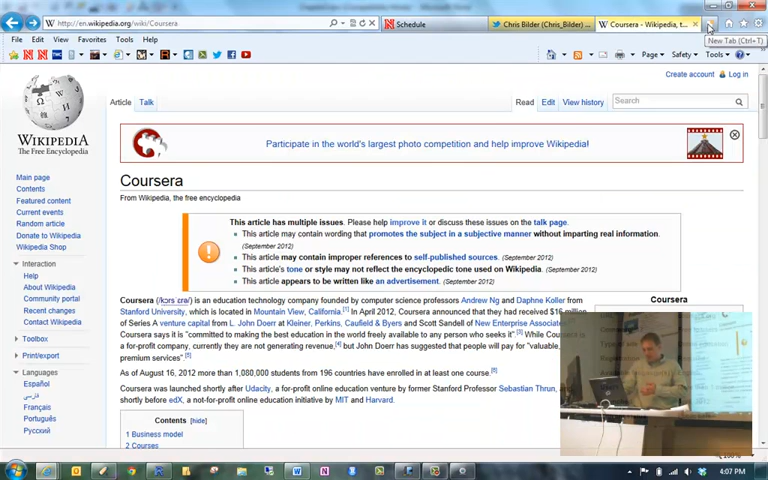 http://en.wikipedia.org/wiki/Coursera
Schedule
Chris Bilder (Chris_Bilder) ...
Coursera - Wikipedia, t...
New Tab (Ctrl+T)
File Edit View Favorites Tools Help
Page Safety Tools
Create account Log in
WIKIPEDIA
The Free Encyclopedia
Article Talk Read Edit View history Search
Participate in the world's largest photo competition and help improve Wikipedia!
Main page
Contents
Featured content
Current events
Random article
Donate to Wikipedia
Wikipedia Shop
Interaction
Help
About Wikipedia
Community portal
Recent changes
Contact Wikipedia
Toolbox
Print/export
Languages
Español
فارسی
Français
Português
Русский
Coursera
From Wikipedia, the free encyclopedia
This article has multiple issues. Please help improve it or discuss these issues on the talk page.
This article may contain wording that promotes the subject in a subjective manner without imparting real information.
(September 2012)
This article may contain improper references to self-published sources. (September 2012)
This article's tone or style may not reflect the encyclopedic tone used on Wikipedia. (September 2012)
This article appears to be written like an advertisement. (September 2012)
Coursera
Coursera is an education technology company founded by computer science professors Andrew Ng and Daphne Koller from
Stanford University, which is located in Mountain View, California.[1] In April 2012, Coursera announced that they had received $16
of Series A venture capital from L. John Doerr at Kleiner, Perkins, Caufield & Byers and Scott Sandell of New Enterprise Associate
Coursera says it is "committed to making the best education in the world freely available to any person who seeks it".[3] While Co
a for-profit company, currently they are not generating revenue,[4] but John Doerr has suggested that people will pay for "valuable,
premium services".[5]
As of August 16, 2012 more than 1,080,000 students from 196 countries have enrolled in at least one course.[6]
Coursera was launched shortly after Udacity, a for-profit online education venture by former Stanford Professor Sebastian Thrun,
shortly before edX, a not-for-profit online education initiative by MIT and Harvard.
Contents [hide]
1 Business model
2 Courses
4:07 PM